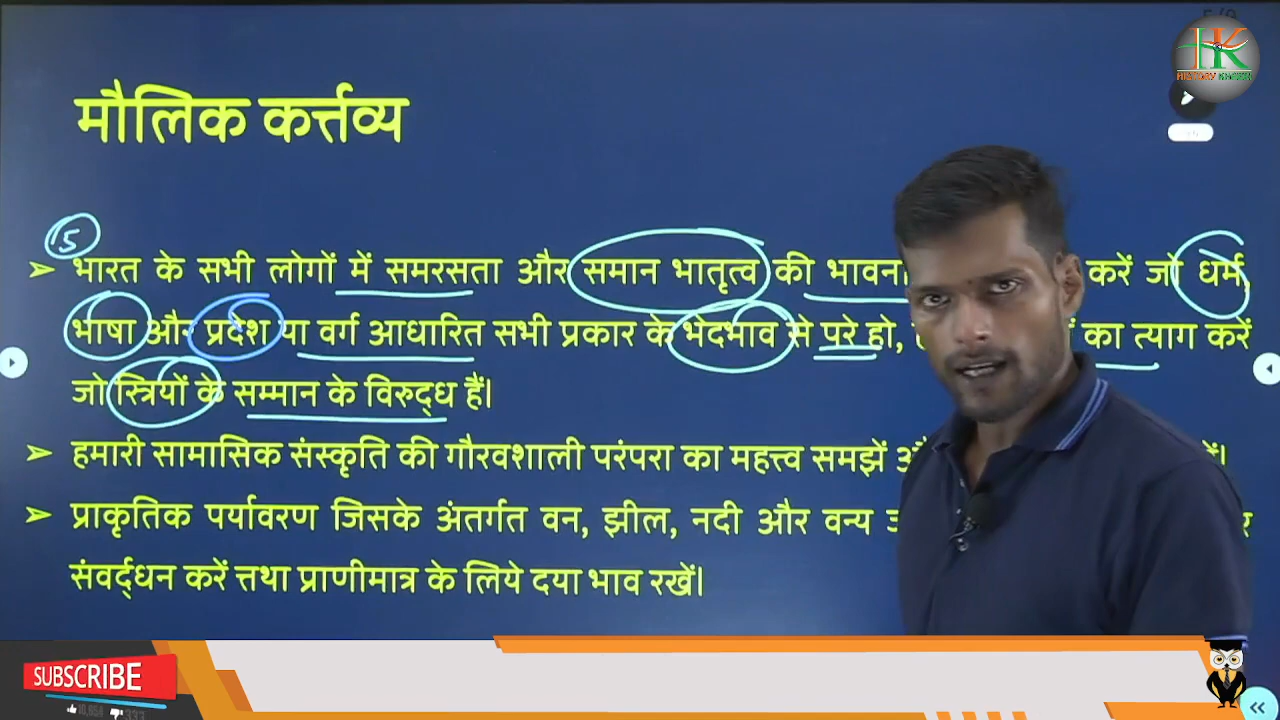 HK
HISTORY
मौलिक कर्त्तव्य
5
➢ भारत के सभी लोगों में समरसता और समान भातृत्व की भावना करें जो धर्म,
भाषा और प्रदेश या वर्ग आधारित सभी प्रकार के भेदभाव से परे हो, का त्याग करें
जो स्त्रियों के सम्मान के विरुद्ध हैं।
➢ हमारी सामासिक संस्कृति की गौरवशाली परंपरा का महत्त्व समझें
➢ प्राकृतिक पर्यावरण जिसके अंतर्गत वन, झील, नदी और वन्य
संवर्द्धन करें त्तथा प्राणीमात्र के लिये दया भाव रखें।
SUBSCRIBE